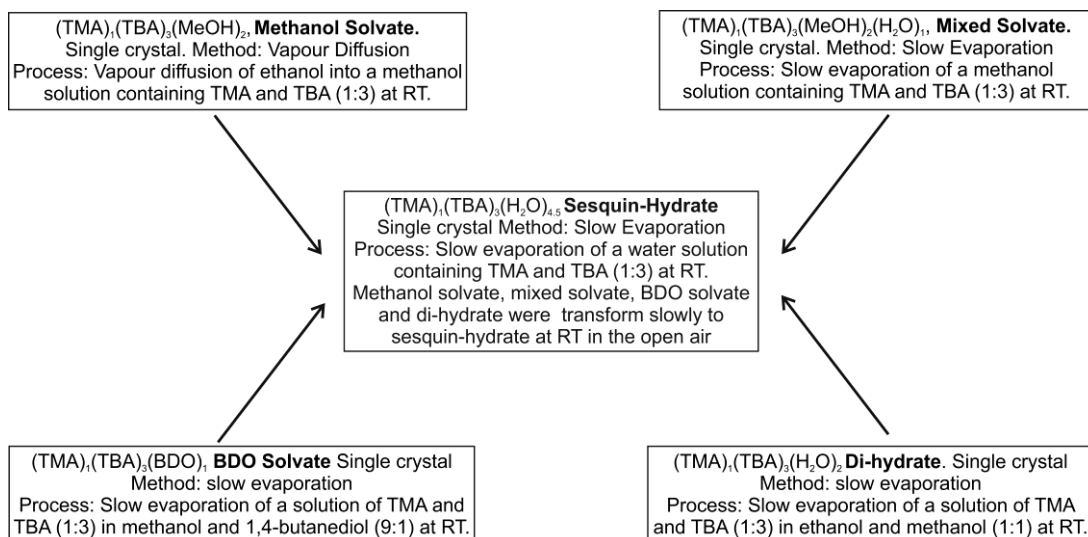 (TMA)₁(TBA)₃(MeOH)₂, Methanol Solvate.
Single crystal. Method: Vapour Diffusion
Process: Vapour diffusion of ethanol into a methanol
solution containing TMA and TBA (1:3) at RT.
(TMA)₁(TBA)₃(MeOH)₂(H₂O)₁, Mixed Solvate.
Single crystal. Method: Slow Evaporation
Process: Slow evaporation of a methanol
solution containing TMA and TBA (1:3) at RT.
(TMA)₁(TBA)₃(H₂O)₄.₅ Sesquin-Hydrate
Single crystal Method: Slow Evaporation
Process: Slow evaporation of a water solution
containing TMA and TBA (1:3) at RT.
Methanol solvate, mixed solvate, BDO solvate
and di-hydrate were transform slowly to
sesquin-hydrate at RT in the open air
(TMA)₁(TBA)₃(BDO)₁ BDO Solvate Single crystal
Method: slow evaporation
Process: Slow evaporation of a solution of TMA and
TBA (1:3) in methanol and 1,4-butanediol (9:1) at RT.
(TMA)₁(TBA)₃(H₂O)₂ Di-hydrate. Single crystal
Method: slow evaporation
Process: Slow evaporation of a solution of TMA
and TBA (1:3) in ethanol and methanol (1:1) at RT.